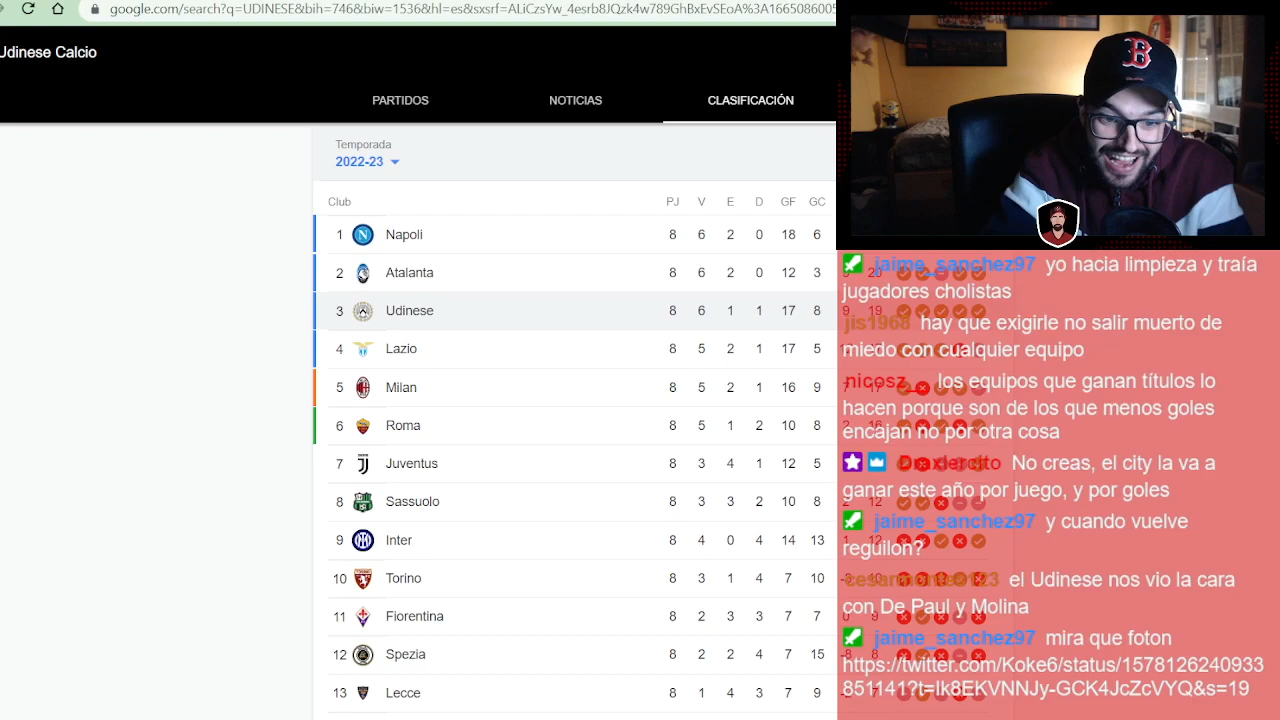 google.com/search?q=UDINESE&bih=746&biw=1536&hl=es&sxsrf=ALiCzsYw_4esrb8JQzk4w789GhBxEvS5eA%3A1665086005
Udinese Calcio
PARTIDOS NOTICIAS CLASIFICACIÓN
Temporada
2022-23
Club PJ V E D GF GC
1 Napoli 8 6 2 0 18 6
2 Atalanta 8 6 2 0 12 3
3 Udinese 8 6 1 1 17 8
4 Lazio 8 5 2 1 17 5
5 Milan 8 5 2 1 16 9
6 Roma 8 5 1 2 10 8
7 Juventus 8 3 4 1 12 5
8 Sassuolo 8 3 3 2 10 8
9 Inter 8 4 0 4 14 13
10 Torino 8 3 1 4 7 10
11 Fiorentina 8 2 3 3 7 7
12 Spezia 8 2 2 4 7 15
13 Lecce 8 1 4 3 7 9
B
jaime_sanchez97 yo hacia limpieza y traía
jugadores cholistas
jis1968 hay que exigirle no salir muerto de
miedo con cualquier equipo
nicosz_ los equipos que ganan títulos lo
hacen porque son de los que menos goles
encajan no por otra cosa
Draxlercito No creas, el city la va a
ganar este año por juego, y por goles
jaime_sanchez97 y cuando vuelve
reguilon?
el Udinese nos vio la cara
con De Paul y Molina
jaime_sanchez97 mira que foton
https://twitter.com/Koke6/status/1578126240933
851141?t=Ik8EKVNNJy-GCK4JcZcVYQ&s=19